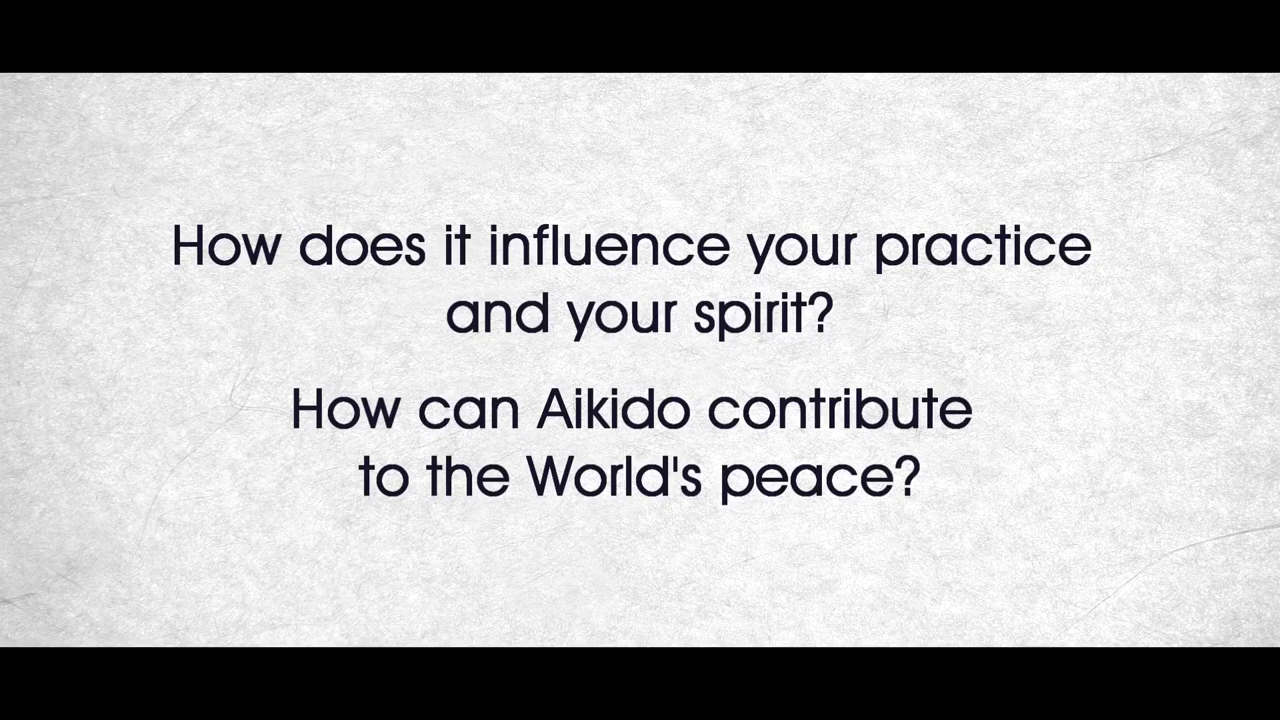 How does it influence your practice
and your spirit?
How can Aikido contribute
to the World's peace?